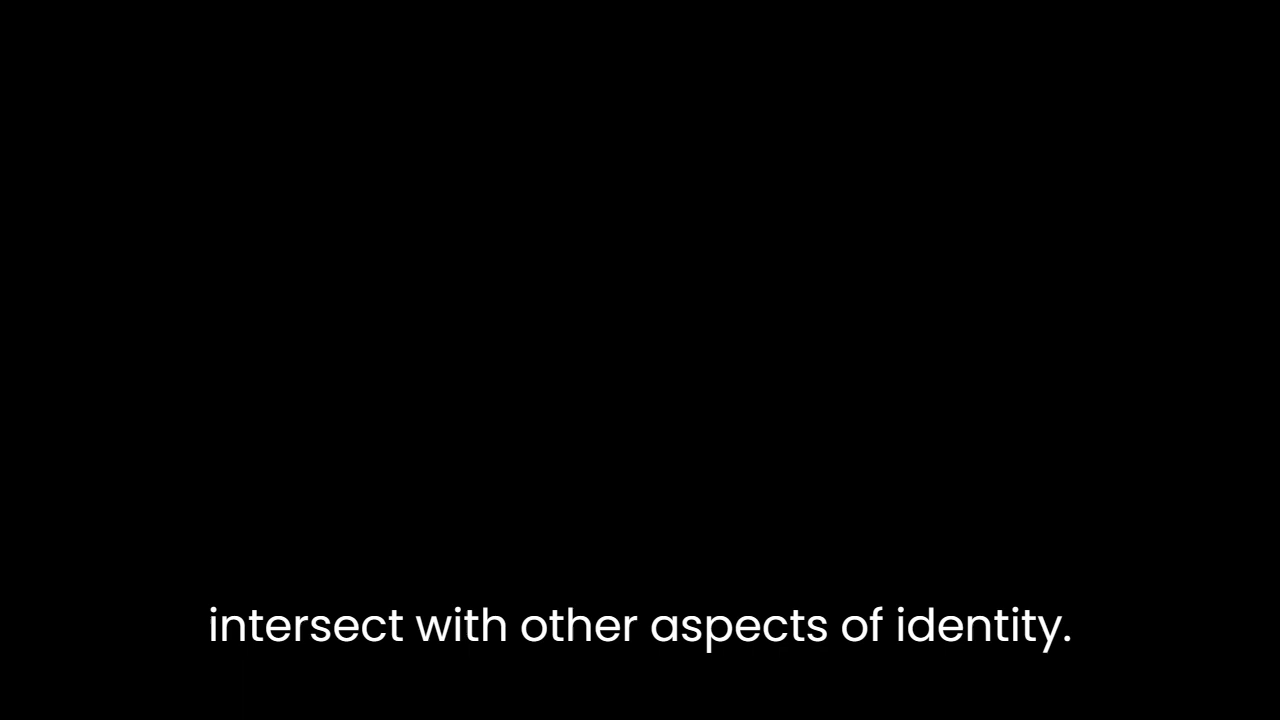 intersect with other aspects of identity.